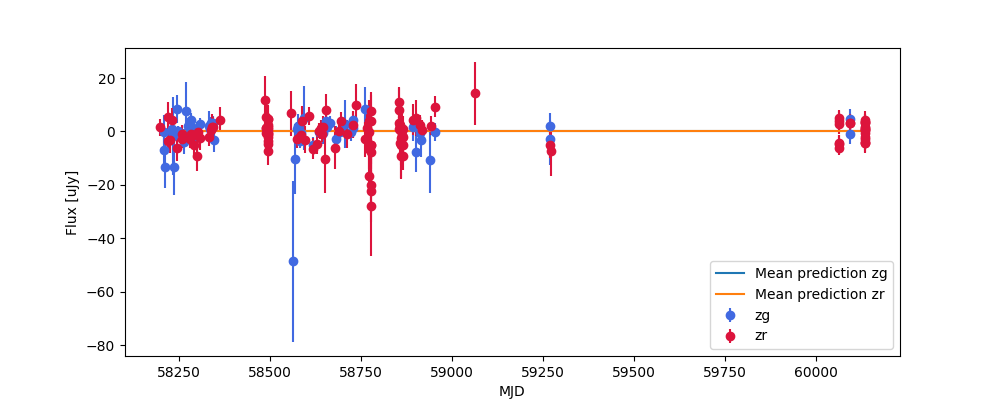 20
0
−20
−40
−60
−80
Flux [uJy]
58250
58500
58750
59000
59250
59500
59750
60000
MJD
Mean prediction zg
Mean prediction zr
zg
zr